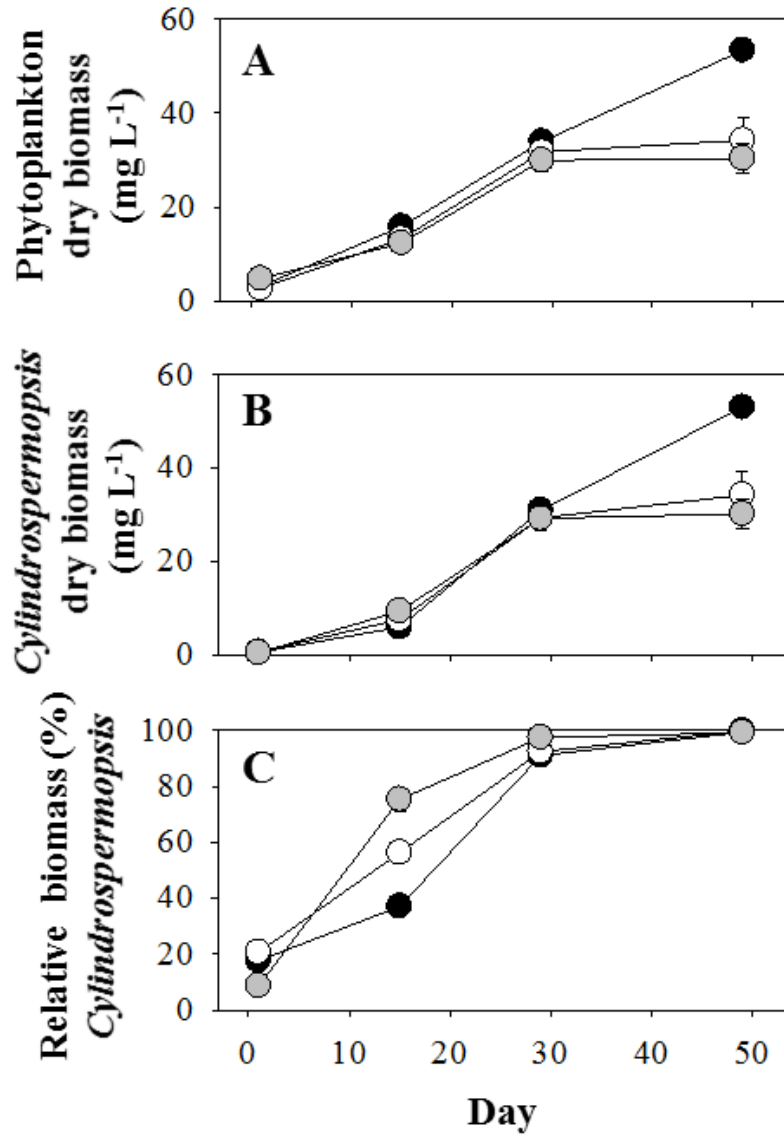 Phytoplankton
dry biomass
(mg L-1)
60
40
20
0
A
Cylindrospermopsis
dry biomass
(mg L-1)
60
40
20
0
B
Relative biomass (%)
Cylindrospermopsis
100
80
60
40
20
0
C
0 10 20 30 40 50
Day